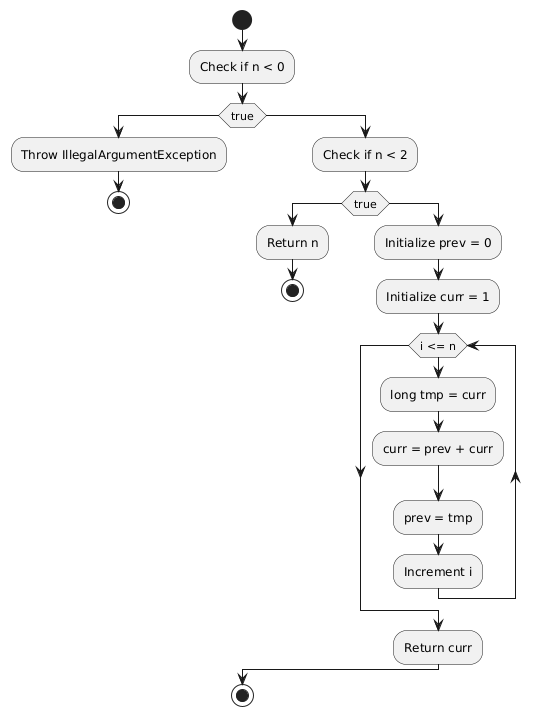 Check if n < 0
true
Throw IllegalArgumentException
Check if n < 2
true
Return n
Initialize prev = 0
Initialize curr = 1
i <= n
long tmp = curr
curr = prev + curr
prev = tmp
Increment i
Return curr